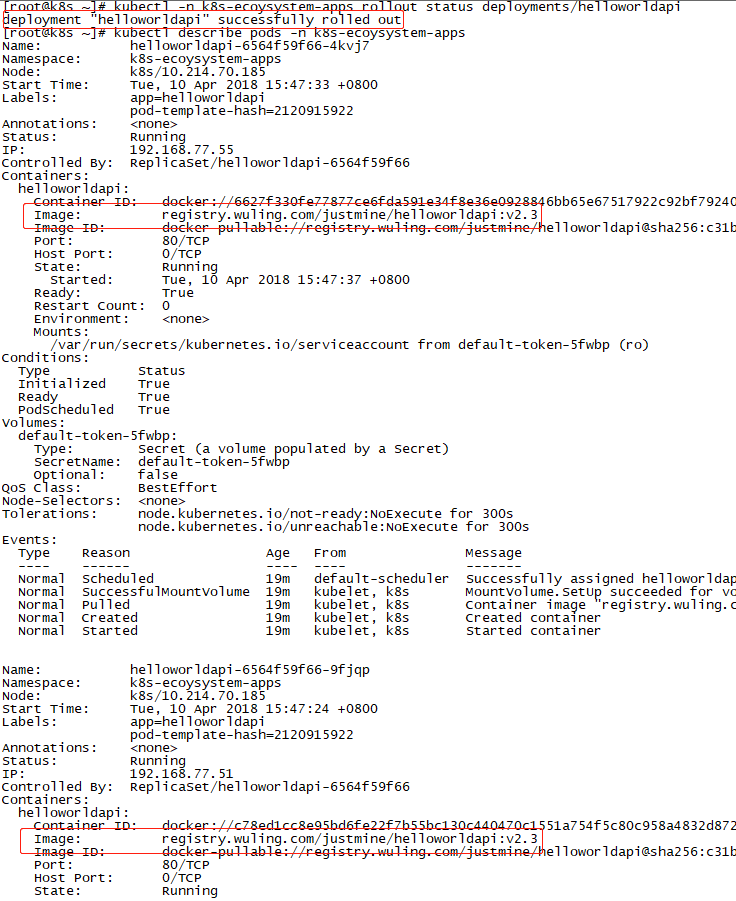 [root@k8s ~]# kubectl -n k8s-ecoysystem-apps rollout status deployments/helloworldapi
deployment "helloworldapi" successfully rolled out
[root@k8s ~]# kubectl describe pods -n k8s-ecoysystem-apps
Name:           helloworldapi-6564f59f66-4kvj7
Namespace:      k8s-ecoysystem-apps
Node:           k8s/10.214.70.185
Start Time:     Tue, 10 Apr 2018 15:47:33 +0800
Labels:         app=helloworldapi
                pod-template-hash=2120915922
Annotations:    <none>
Status:         Running
IP:             192.168.77.55
Controlled By:  ReplicaSet/helloworldapi-6564f59f66
Containers:
  helloworldapi:
    Container ID:   docker://6627f330fe77877ce6fda591e34f8e36e0928846bb65e67517922c92bf79240
    Image:          registry.wuling.com/justmine/helloworldapi:v2.3
    Image ID:       docker-pullable://registry.wuling.com/justmine/helloworldapi@sha256:c31b
    Port:           80/TCP
    Host Port:      0/TCP
    State:          Running
      Started:      Tue, 10 Apr 2018 15:47:37 +0800
    Ready:          True
    Restart Count:  0
    Environment:    <none>
    Mounts:
      /var/run/secrets/kubernetes.io/serviceaccount from default-token-5fwbp (ro)
Conditions:
  Type           Status
  Initialized    True
  Ready          True
  PodScheduled   True
Volumes:
  default-token-5fwbp:
    Type:        Secret (a volume populated by a Secret)
    SecretName:  default-token-5fwbp
    Optional:    false
QoS Class:       BestEffort
Node-Selectors:  <none>
Tolerations:     node.kubernetes.io/not-ready:NoExecute for 300s
                 node.kubernetes.io/unreachable:NoExecute for 300s
Events:
  Type    Reason                 Age   From               Message
  ----    ------                 ----  ----               -------
  Normal  Scheduled              19m   default-scheduler  Successfully assigned helloworldap
  Normal  SuccessfulMountVolume  19m   kubelet, k8s       MountVolume.SetUp succeeded for vo
  Normal  Pulled                 19m   kubelet, k8s       Container image "registry.wuling.c
  Normal  Created                19m   kubelet, k8s       Created container
  Normal  Started                19m   kubelet, k8s       Started container
Name:           helloworldapi-6564f59f66-9fjqp
Namespace:      k8s-ecoysystem-apps
Node:           k8s/10.214.70.185
Start Time:     Tue, 10 Apr 2018 15:47:24 +0800
Labels:         app=helloworldapi
                pod-template-hash=2120915922
Annotations:    <none>
Status:         Running
IP:             192.168.77.51
Controlled By:  ReplicaSet/helloworldapi-6564f59f66
Containers:
  helloworldapi:
    Container ID:   docker://c78ed1cc8e95bd6fe22f7b55bc130c440470c1551a754f5c80c958a4832d872
    Image:          registry.wuling.com/justmine/helloworldapi:v2.3
    Image ID:       docker-pullable://registry.wuling.com/justmine/helloworldapi@sha256:c31b
    Port:           80/TCP
    Host Port:      0/TCP
    State:          Running